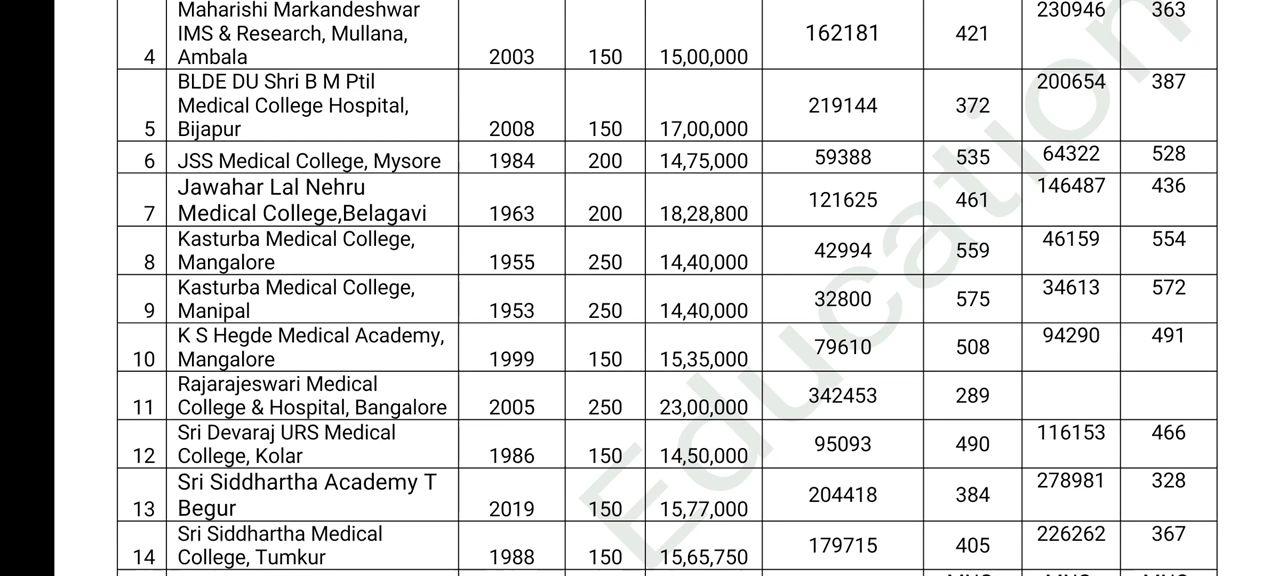 Maharishi Markandeshwar
IMS & Research, Mullana,
Ambala
4 2003 150 15,00,000 162181 421 230946 363
BLDE DU Shri B M Ptil
Medical College Hospital,
Bijapur
5 2008 150 17,00,000 219144 372 200654 387
6 JSS Medical College, Mysore 1984 200 14,75,000 59388 535 64322 528
Jawahar Lal Nehru
Medical College,Belagavi
7 1963 200 18,28,800 121625 461 146487 436
Kasturba Medical College,
Mangalore
8 1955 250 14,40,000 42994 559 46159 554
Kasturba Medical College,
Manipal
9 1953 250 14,40,000 32800 575 34613 572
K S Hegde Medical Academy,
Mangalore
10 1999 150 15,35,000 79610 508 94290 491
Rajarajeswari Medical
College & Hospital, Bangalore
11 2005 250 23,00,000 342453 289
Sri Devaraj URS Medical
College, Kolar
12 1986 150 14,50,000 95093 490 116153 466
Sri Siddhartha Academy T
Begur
13 2019 150 15,77,000 204418 384 278981 328
Sri Siddhartha Medical
College, Tumkur
14 1988 150 15,65,750 179715 405 226262 367
Education